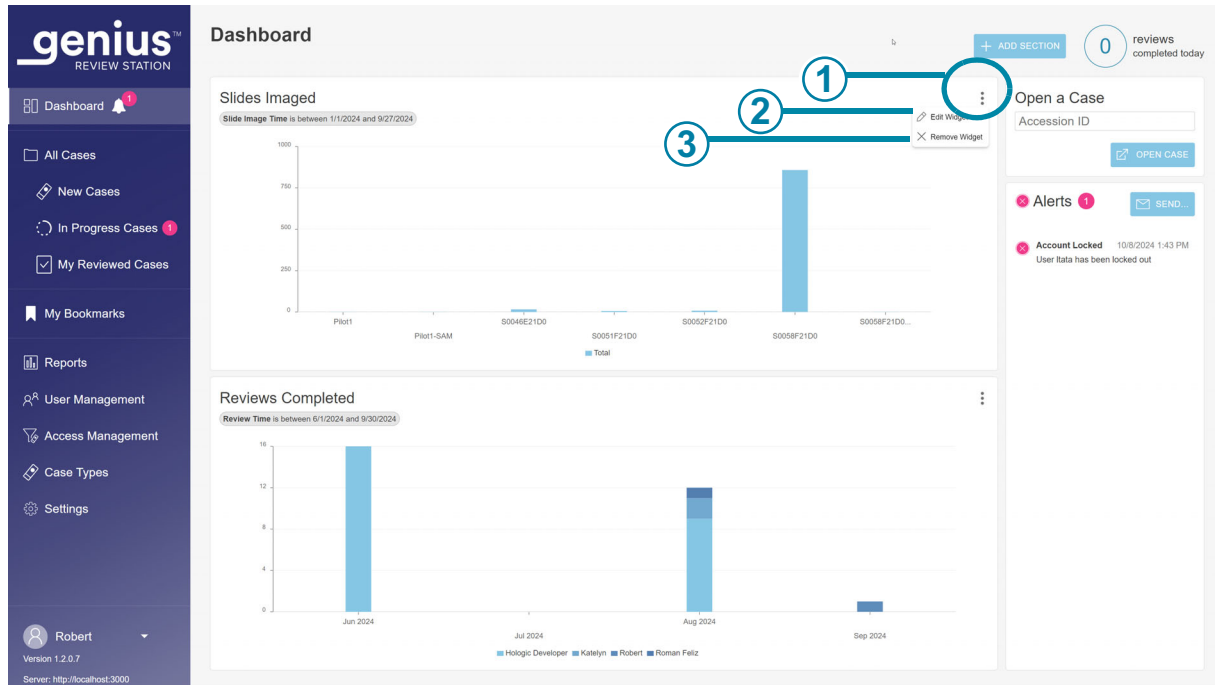 genius™
REVIEW STATION
Dashboard
1
All Cases
New Cases
In Progress Cases 1
My Reviewed Cases
My Bookmarks
Reports
User Management
Access Management
Case Types
Settings
Robert
Version 1.2.0.7
Server: http://localhost:3000
Dashboard
+ ADD SECTION
0
reviews
completed today
1
2
3
Slides Imaged
Slide Image Time is between 1/1/2024 and 9/27/2024
Edit Widget
Remove Widget
1000
750
500
250
0
Pilot1
Pilot1-SAM
S0046E21D0
S0051F21D0
S0052F21D0
S0058F21D0
S0058F21D0...
Total
Reviews Completed
Review Time is between 6/1/2024 and 9/30/2024
16
12
8
4
0
Jun 2024
Jul 2024
Aug 2024
Sep 2024
Hologic Developer Katelyn Robert Roman Feliz
Open a Case
Accession ID
OPEN CASE
Alerts 1
SEND...
Account Locked 10/8/2024 1:43 PM
User ltata has been locked out